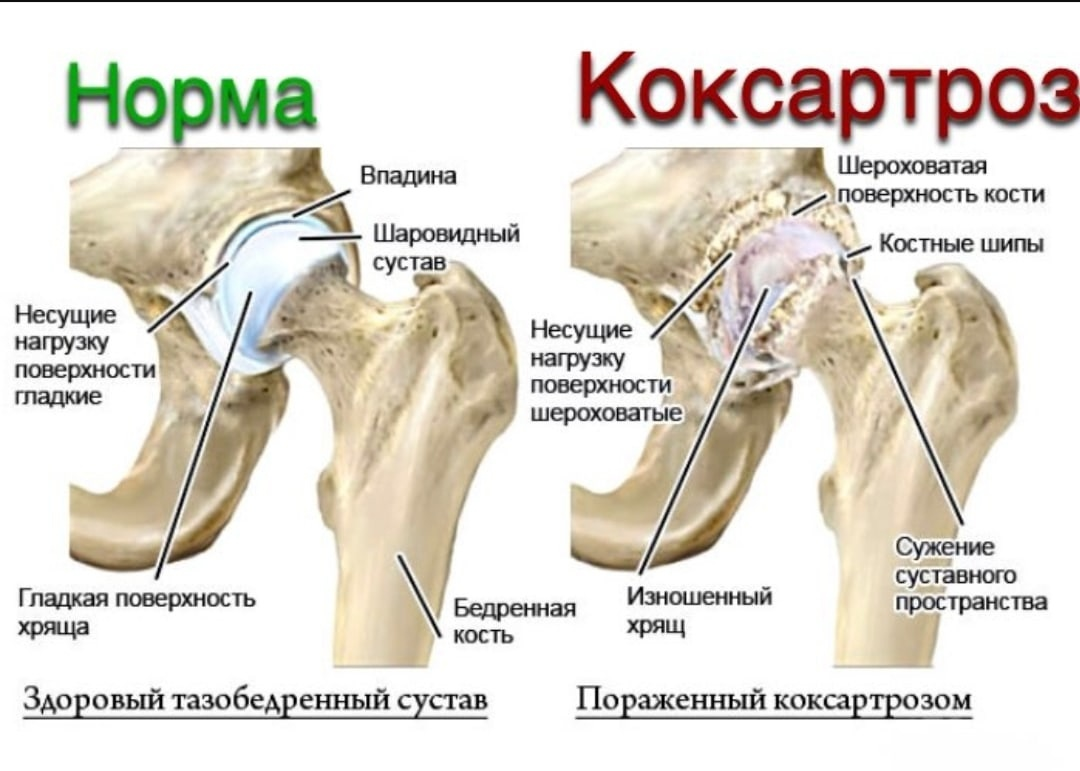 Норма
Впадина
Шаровидный
сустав
Несущие
нагрузку
поверхности
гладкие
Гладкая поверхность
хряща
Бедренная
кость
Здоровый тазобедренный сустав
Коксартроз
Шероховатая
поверхность кости
Костные шипы
Несущие
нагрузку
поверхности
шероховатые
Изношенный
хрящ
Сужение
суставного
пространства
Пораженный коксартрозом